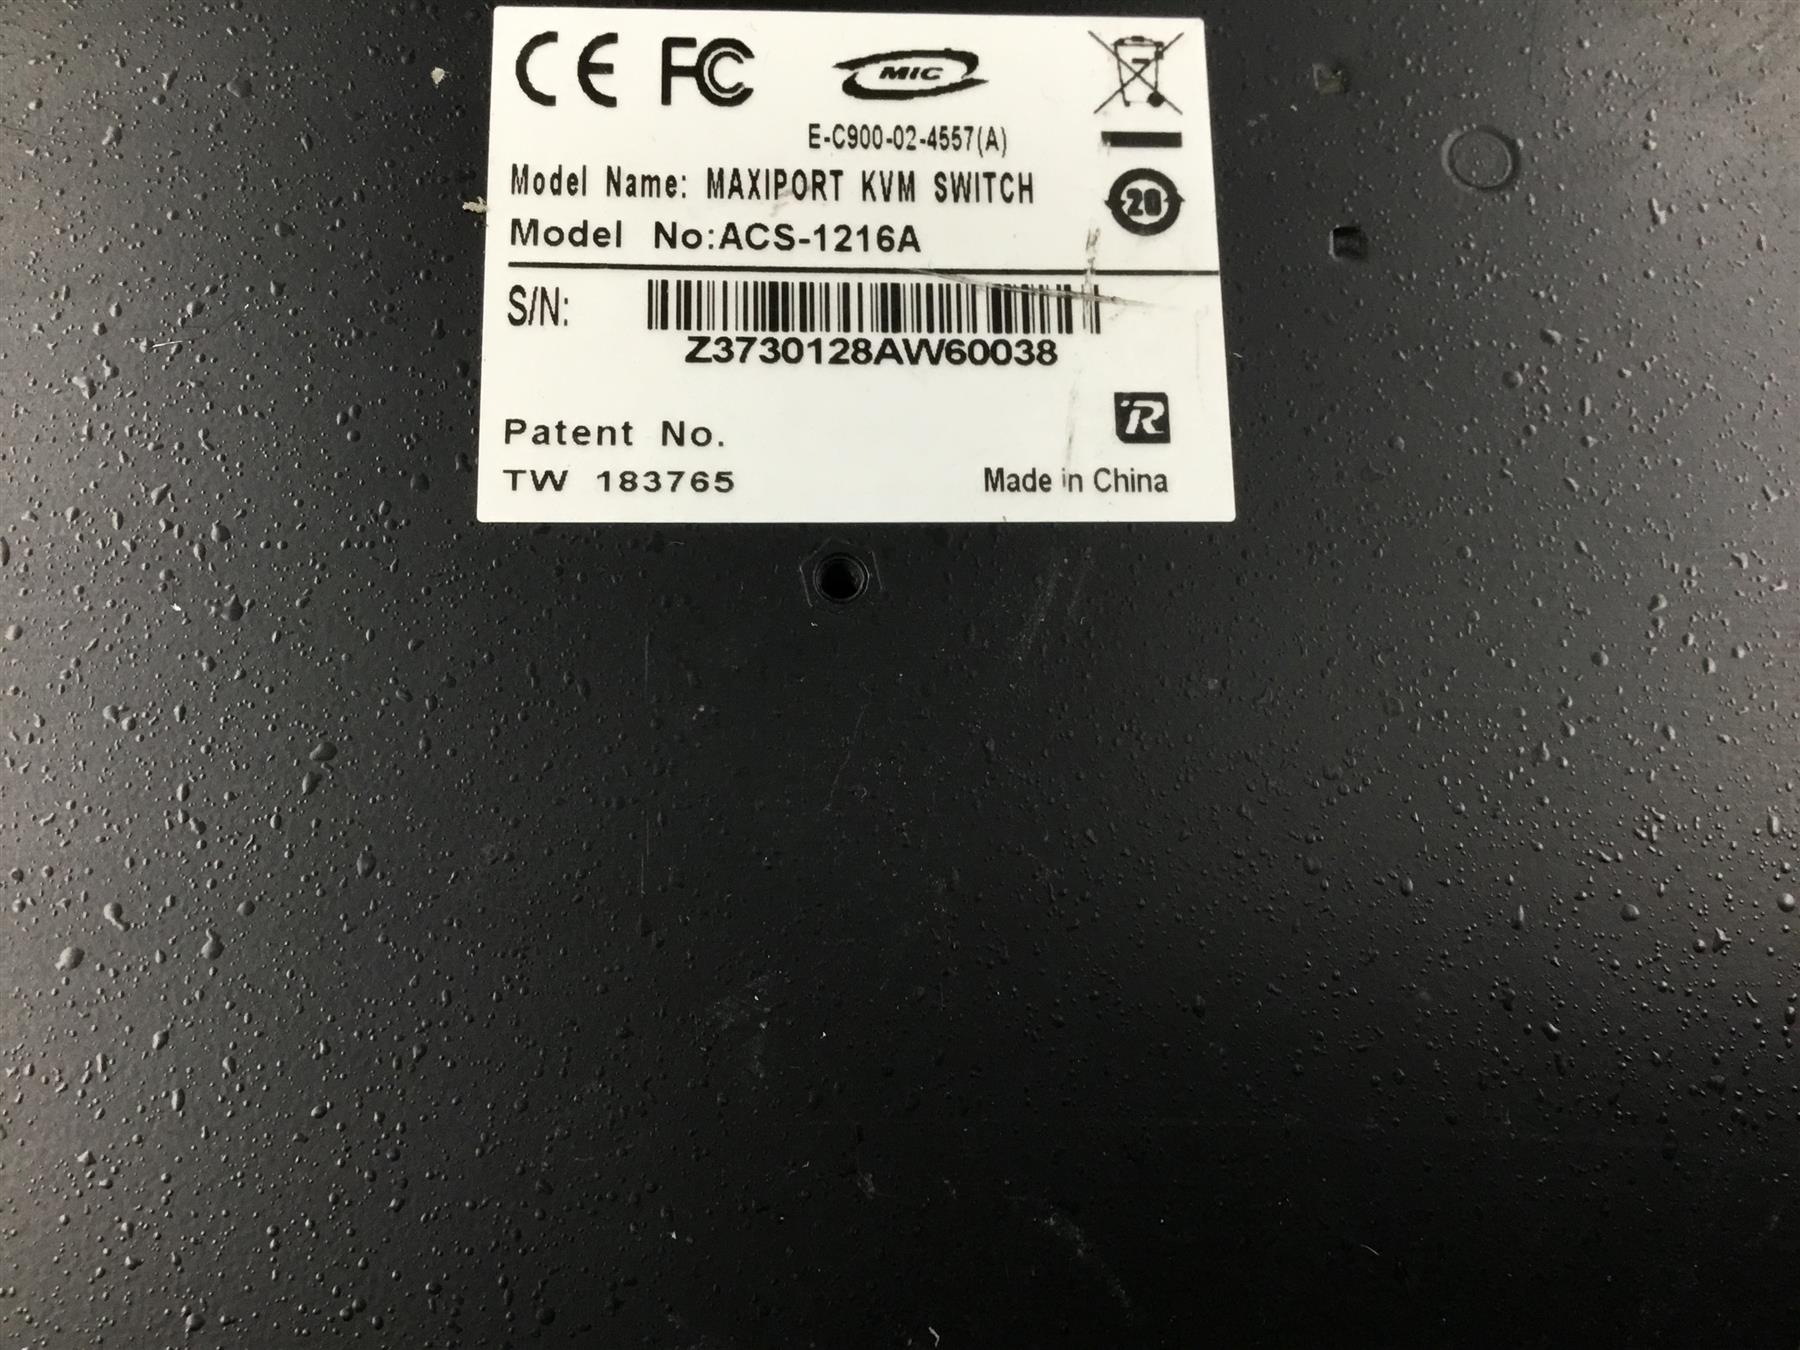 CE FC MIC
E-C900-02-4557(A)
Model Name: MAXIPORT KVM SWITCH
20
Model No:ACS-1216A
S/N:
Z3730128AW60038
R
Patent No.
TW 183765
Made in China